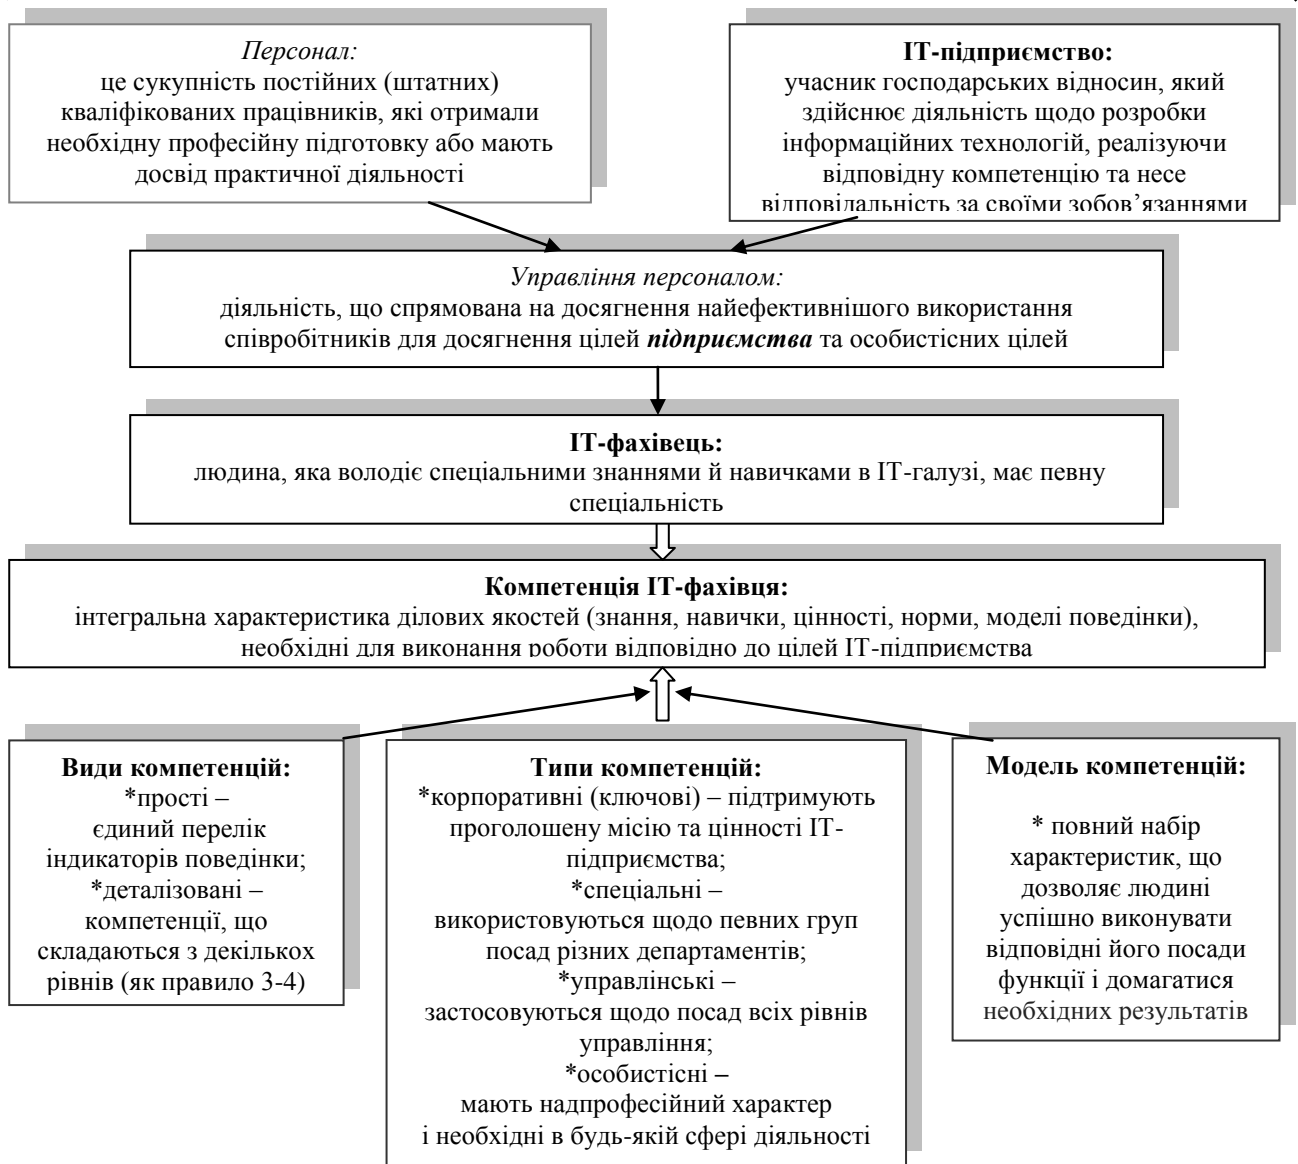 Персонал:
це сукупність постійних (штатних)
кваліфікованих працівників, які отримали
необхідну професійну підготовку або мають
досвід практичної діяльності
ІТ-підприємство:
учасник господарських відносин, який
здійснює діяльність щодо розробки
інформаційних технологій, реалізуючи
відповідну компетенцію та несе
відповідальність за своїми зобов’язаннями
Управління персоналом:
діяльність, що спрямована на досягнення найефективнішого використання
співробітників для досягнення цілей підприємства та особистісних цілей
ІТ-фахівець:
людина, яка володіє спеціальними знаннями й навичками в ІТ-галузі, має певну
спеціальність
Компетенція ІТ-фахівця:
інтегральна характеристика ділових якостей (знання, навички, цінності, норми, моделі поведінки),
необхідні для виконання роботи відповідно до цілей ІТ-підприємства
Види компетенцій:
*прості –
єдиний перелік
індикаторів поведінки;
*деталізовані –
компетенції, що
складаються з декількох
рівнів (як правило 3-4)
Типи компетенцій:
*корпоративні (ключові) – підтримують
проголошену місію та цінності ІТ-
підприємства;
*спеціальні –
використовуються щодо певних груп
посад різних департаментів;
*управлінські –
застосовуються щодо посад всіх рівнів
управління;
*особистісні –
мають надпрофесійний характер
і необхідні в будь-якій сфері діяльності
Модель компетенцій:
* повний набір
характеристик, що
дозволяє людині
успішно виконувати
відповідні його посади
функції і домагатися
необхідних результатів